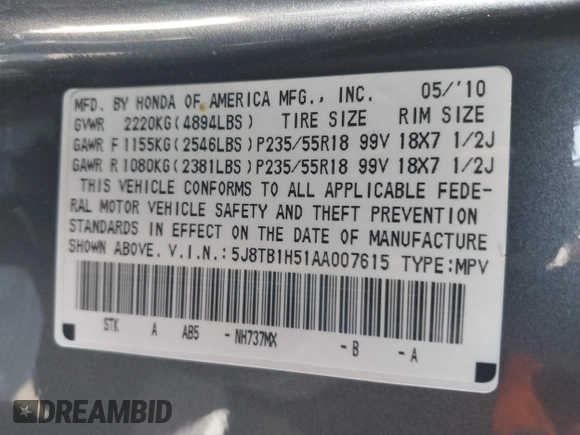 MFD. BY HONDA OF AMERICA MFG., INC. 05/'10
GVWR 2220KG(4894LBS) TIRE SIZE RIM SIZE
GAWR F 1155KG(2546LBS)P235/55R18 99V 18X7 1/2J
GAWR R 1080KG(2381LBS)P235/55R18 99V 18X7 1/2J
THIS VEHICLE CONFORMS TO ALL APPLICABLE FEDE-
RAL MOTOR VEHICLE SAFETY AND THEFT PREVENTION
STANDARDS IN EFFECT ON THE DATE OF MANUFACTURE
SHOWN ABOVE. V.I.N.:5J8TB1H51AA007615 TYPE:MPV
STK A AB5 -NH737MX -B -A
DREAMBID